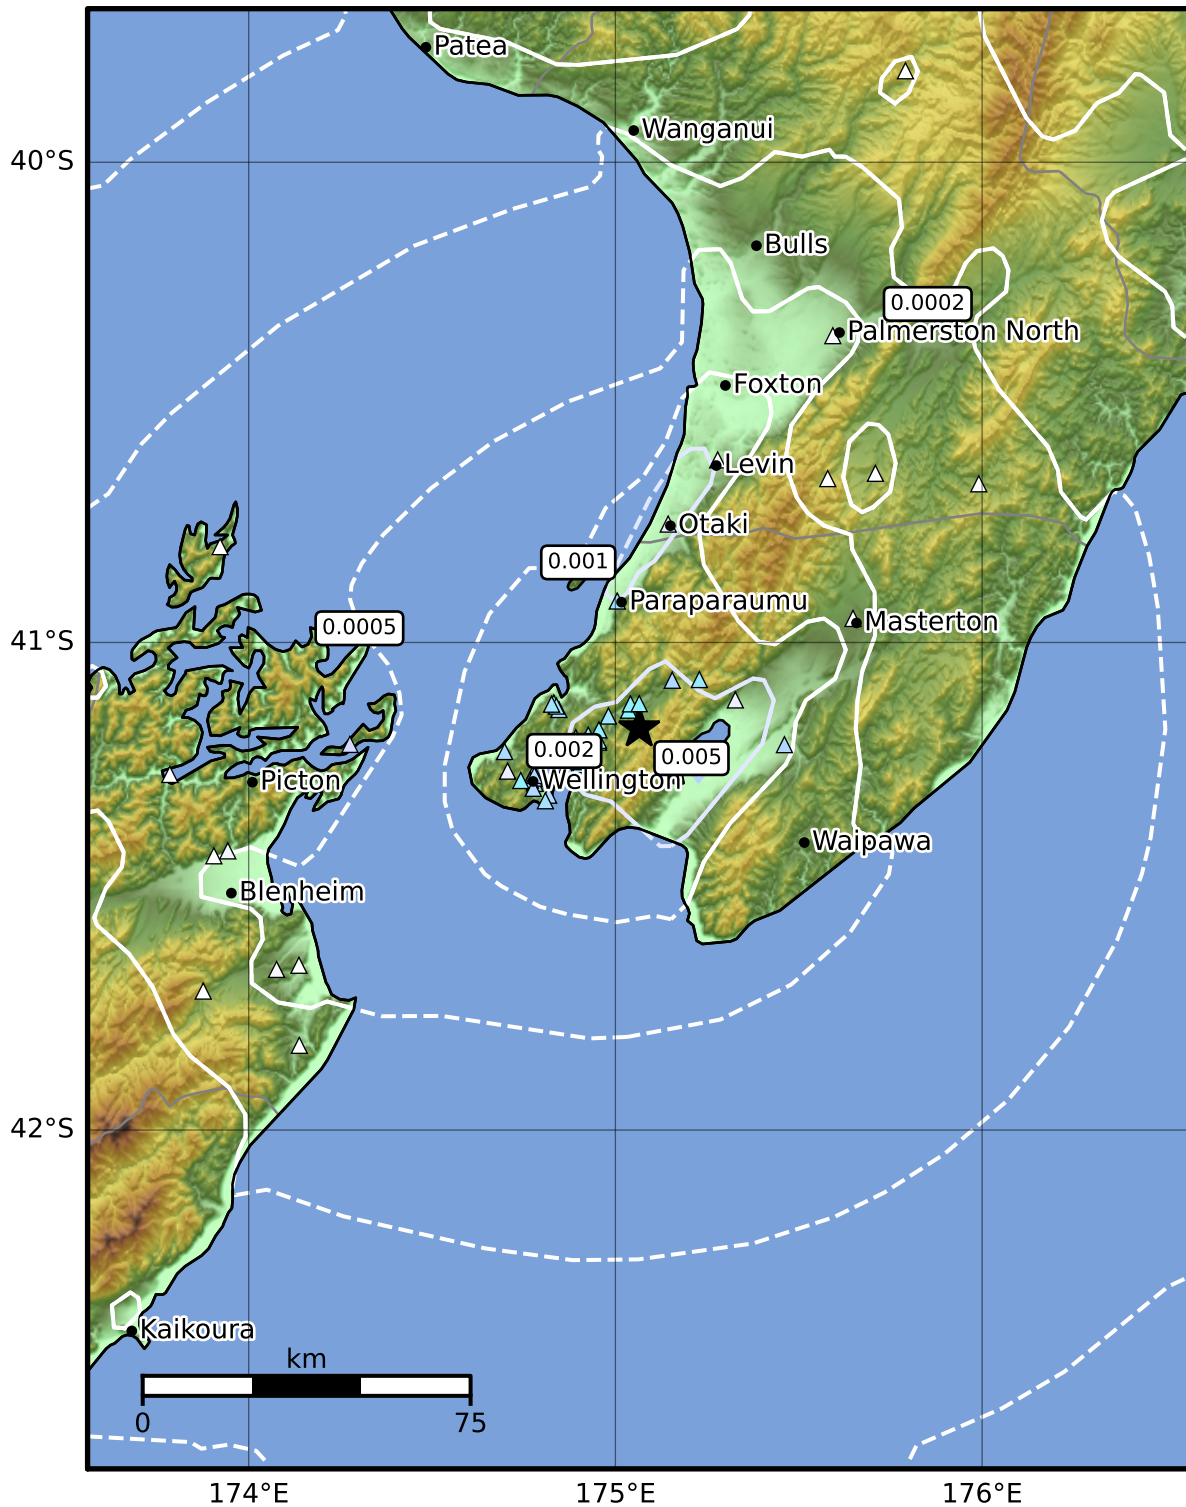 Patea
Wanganui
40°S
Bulls
0.0002
Palmerston North
Foxton
Levin
Otaki
0.001
Paraparaumu
0.0005
Masterton
41°S
0.002
0.005
Wellington
Picton
Waipawa
Blenheim
42°S
Kaikoura
km
0
75
174°E
175°E
176°E